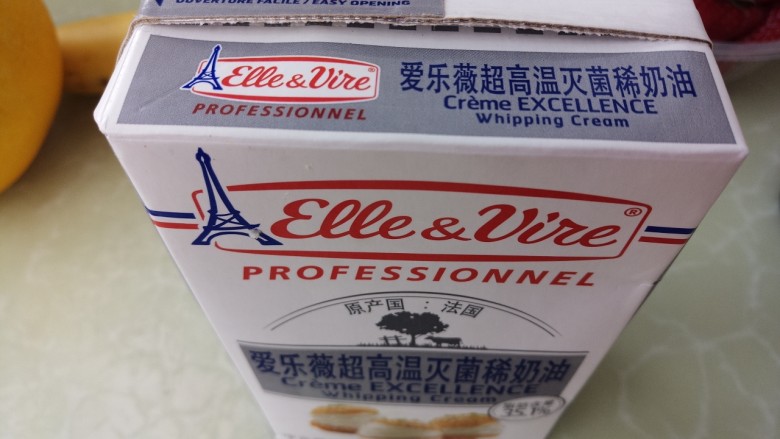 OUVERTURE FACILE / EASY OPENING
Elle & Vire®
PROFESSIONNEL
爱乐薇超高温灭菌稀奶油
Crème EXCELLENCE
Whipping Cream
Elle & Vire®
PROFESSIONNEL
原产国 : 法国
爱乐薇超高温灭菌稀奶油
Crème EXCELLENCE
Whipping Cream
35.1%